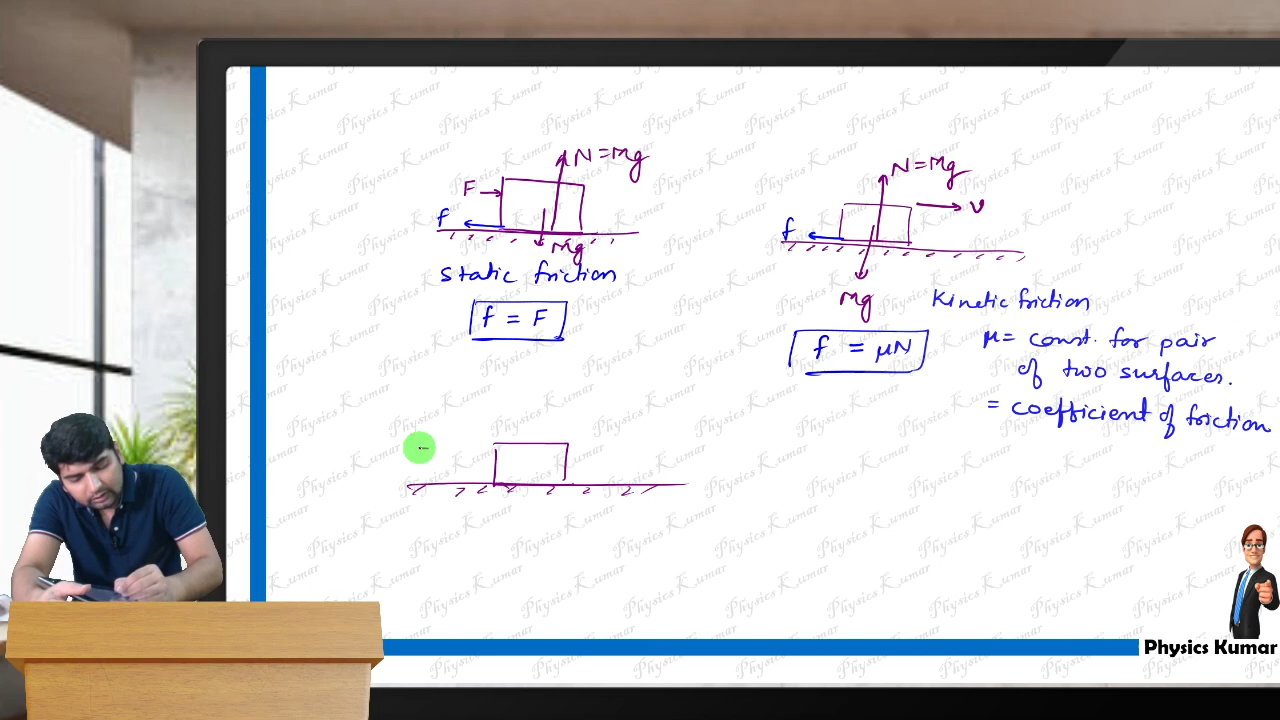 N = Mg
F
f
Mg
Static friction
f = F
N = Mg
v
f
Mg
Kinetic friction
f = μN
μ = const. for pair
of two surfaces.
= coefficient of friction
Physics Kumar